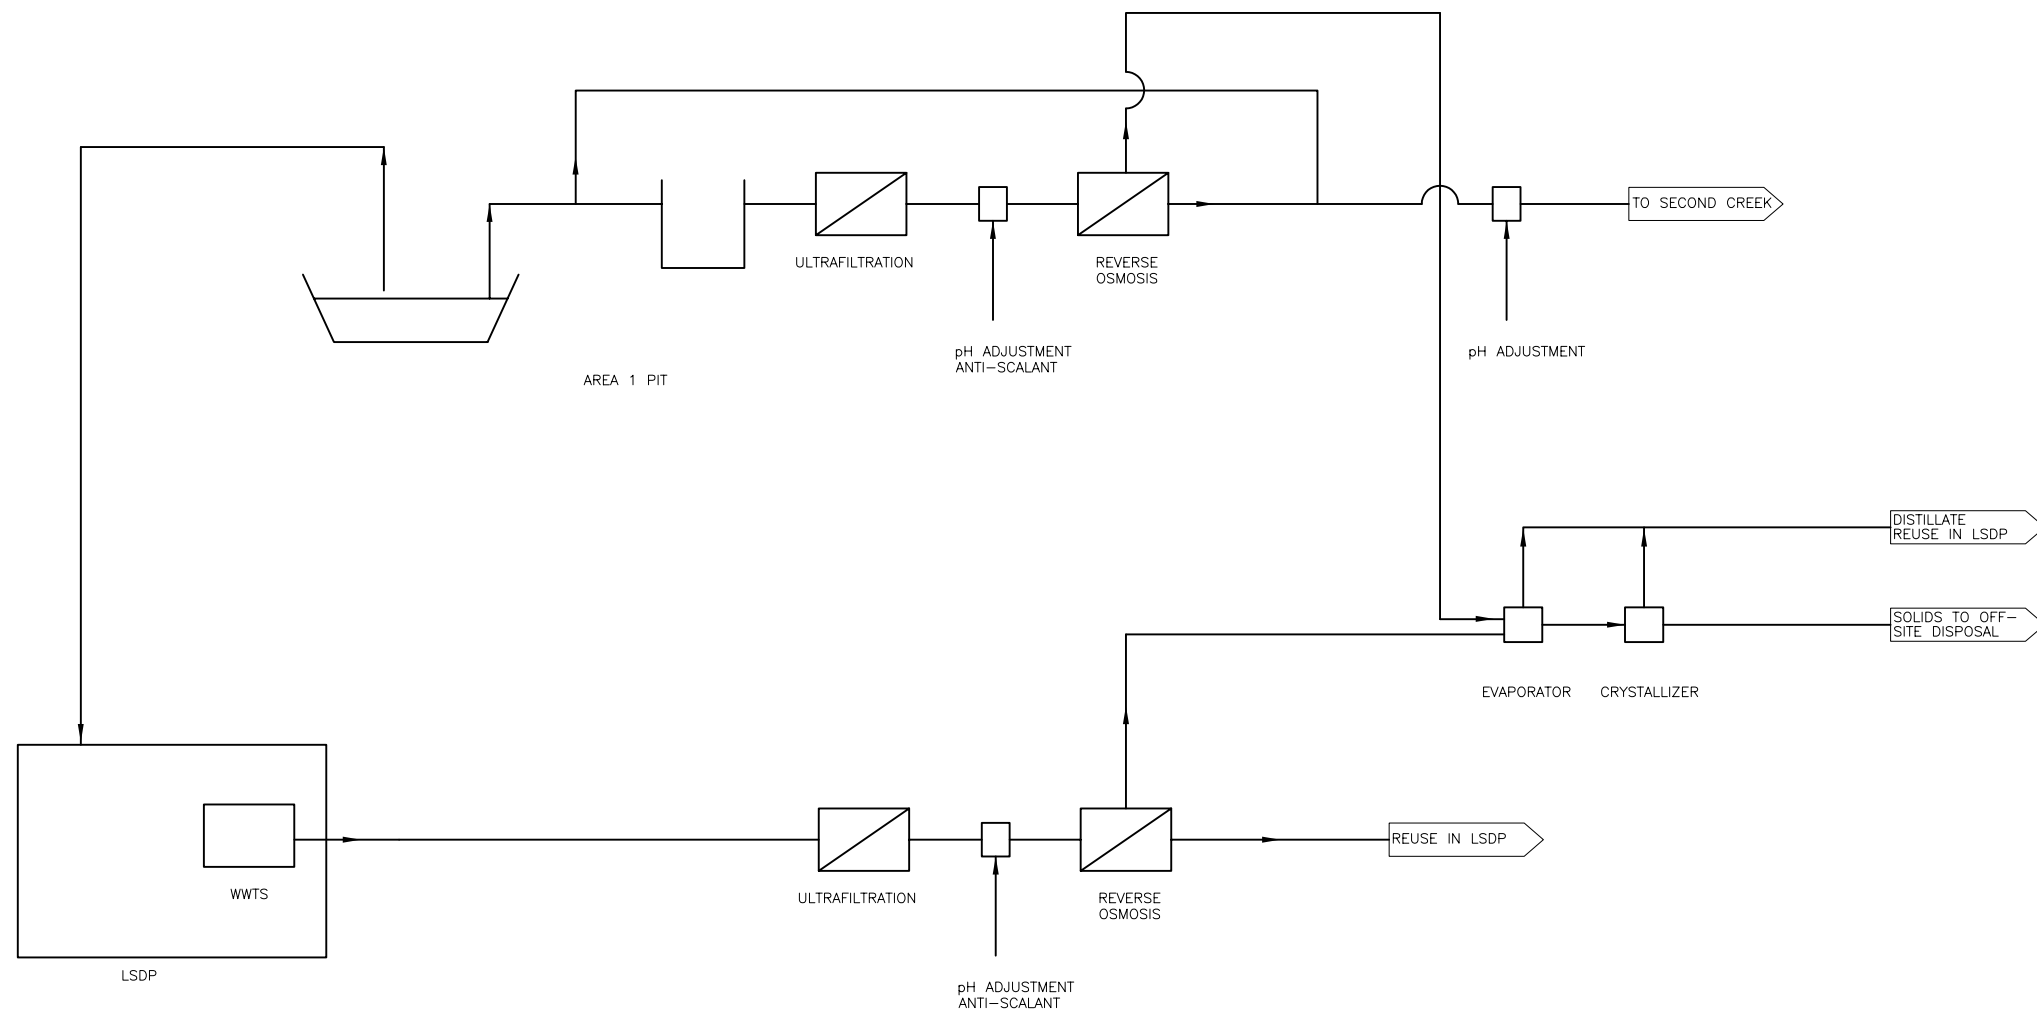 TO SECOND CREEK
ULTRAFILTRATION
REVERSE
OSMOSIS
pH ADJUSTMENT
ANTI-SCALANT
pH ADJUSTMENT
AREA 1 PIT
DISTILLATE
REUSE IN LSDP
SOLIDS TO OFF-
SITE DISPOSAL
EVAPORATOR
CRYSTALLIZER
REUSE IN LSDP
WWTS
ULTRAFILTRATION
REVERSE
OSMOSIS
LSDP
pH ADJUSTMENT
ANTI-SCALANT